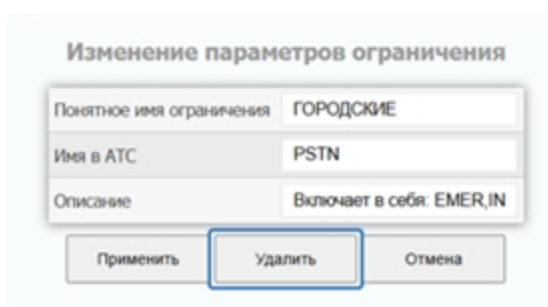 Изменение параметров ограничения
Понятное имя ограничения ГОРОДСКИЕ
Имя в АТС PSTN
Описание Включает в себя: EMER,IN
Применить Удалить Отмена